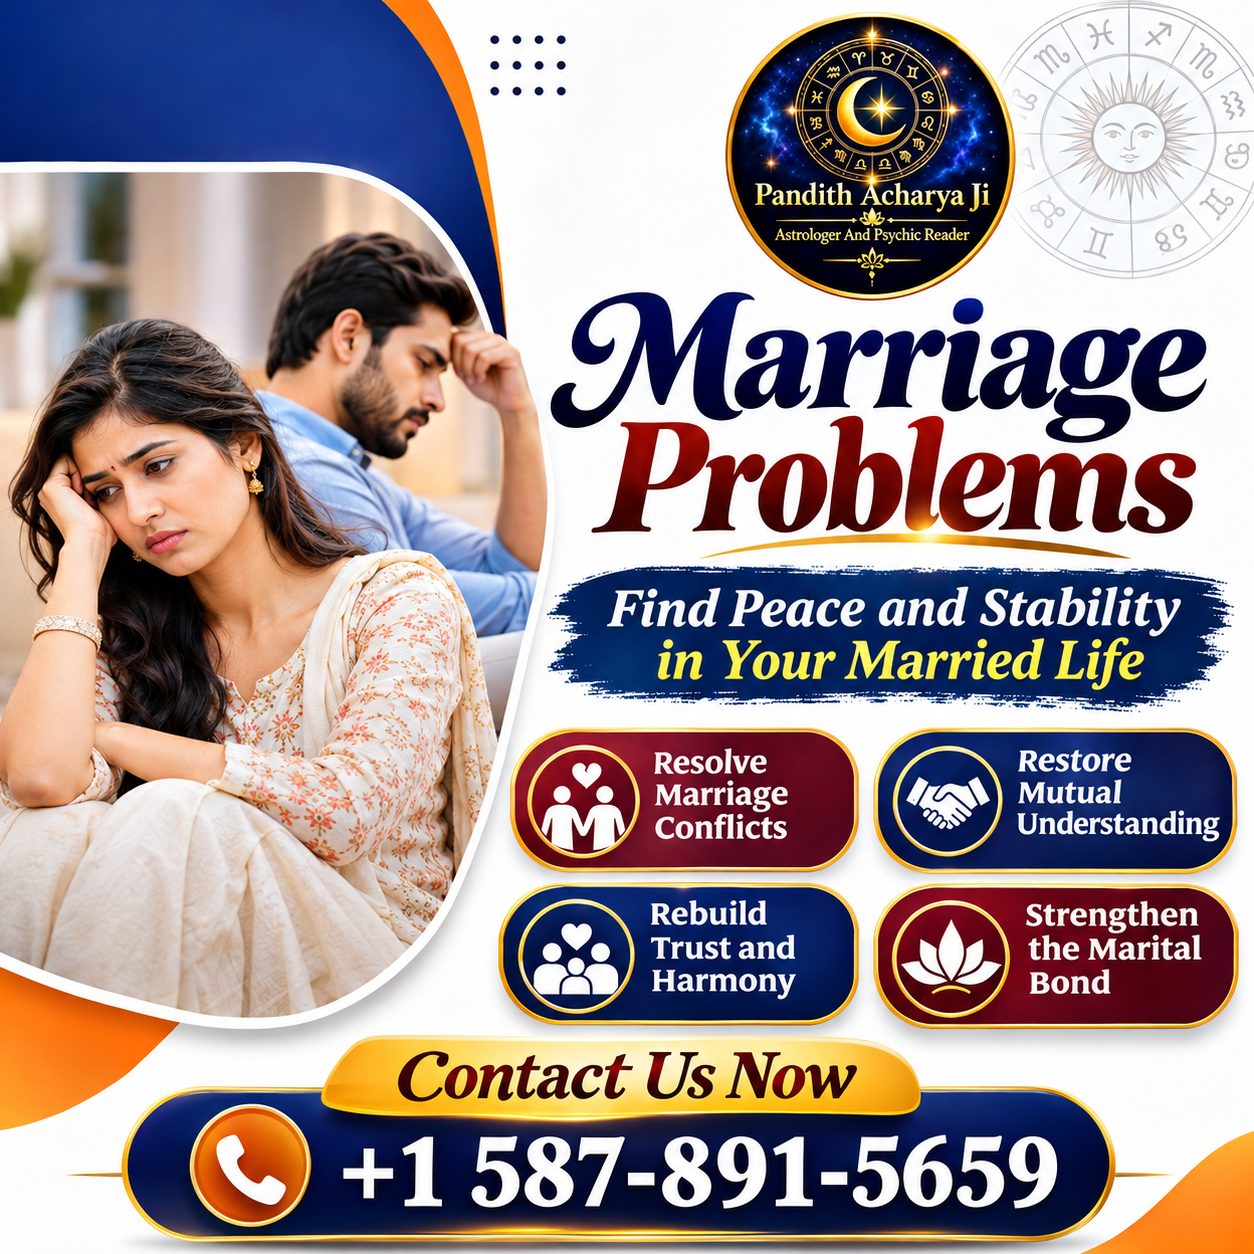 Pandith Acharya Ji
Astrologer And Psychic Reader
Marriage
Problems
Find Peace and Stability
in Your Married Life
Resolve
Marriage
Conflicts
Restore
Mutual
Understanding
Rebuild
Trust and
Harmony
Strengthen
the Marital
Bond
Contact Us Now
+1 587-891-5659